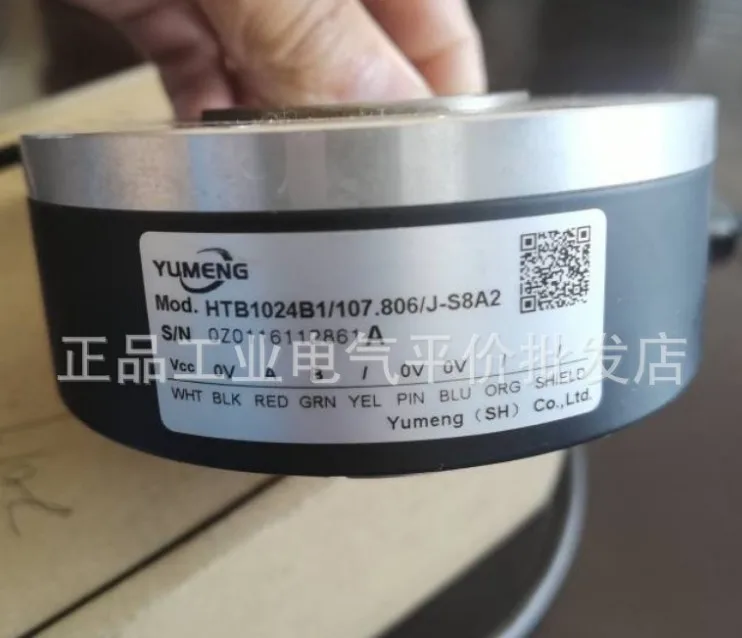 YUMENG
Mod. HTB1024B1/107.806/J-S8A2
S/N
A
正品工业电气平价批发店
Vcc 0V A B / 0V 0V / /
WHT BLK RED GRN YEL PIN BLU ORG SHIELD
Yumeng (SH) Co.,Ltd.